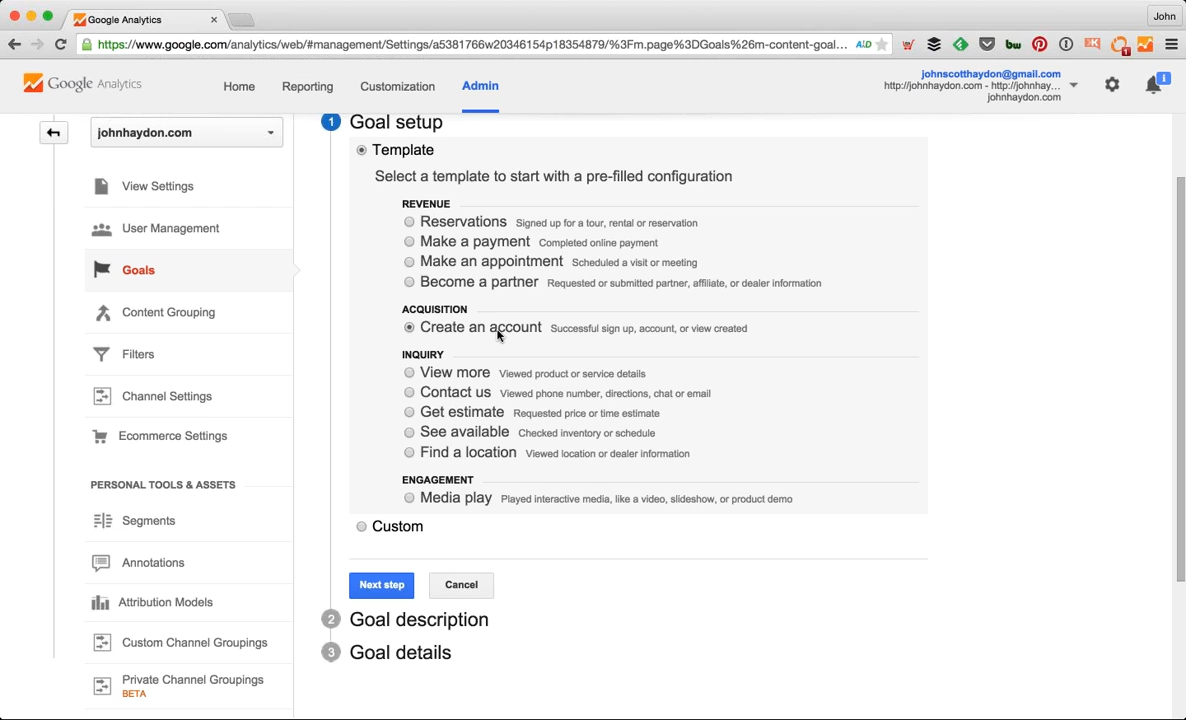 Google Analytics
John
https://www.google.com/analytics/web/#management/Settings/a5381766w20346154p18354879/%3Fm.page%3DGoals%26m-content-goal...
Google Analytics
Home
Reporting
Customization
Admin
johnscotthaydon@gmail.com
http://johnhaydon.com - http://johnhay...
johnhaydon.com
1
johnhaydon.com
View Settings
User Management
Goals
Content Grouping
Filters
Channel Settings
Ecommerce Settings
PERSONAL TOOLS & ASSETS
Segments
Annotations
Attribution Models
Custom Channel Groupings
Private Channel Groupings
BETA
1 Goal setup
Template
Select a template to start with a pre-filled configuration
REVENUE
Reservations Signed up for a tour, rental or reservation
Make a payment Completed online payment
Make an appointment Scheduled a visit or meeting
Become a partner Requested or submitted partner, affiliate, or dealer information
ACQUISITION
Create an account Successful sign up, account, or view created
INQUIRY
View more Viewed product or service details
Contact us Viewed phone number, directions, chat or email
Get estimate Requested price or time estimate
See available Checked inventory or schedule
Find a location Viewed location or dealer information
ENGAGEMENT
Media play Played interactive media, like a video, slideshow, or product demo
Custom
Next step Cancel
2 Goal description
3 Goal details